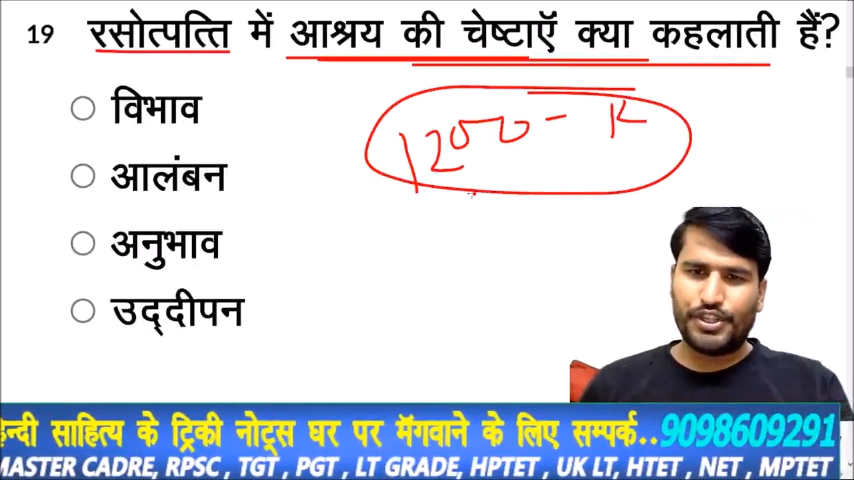 19 रसोत्पत्ति में आश्रय की चेष्टाएॅ क्या कहलाती हैं?
विभाव
आलंबन
अनुभाव
उद्दीपन
1200 - K
हिन्दी साहित्य के ट्रिकी नोट्स घर पर मॅगवाने के लिए सम्पर्क..9098609291
MASTER CADRE, RPSC , TGT , PGT , LT GRADE, HPTET , UK LT, HTET , NET , MPTET